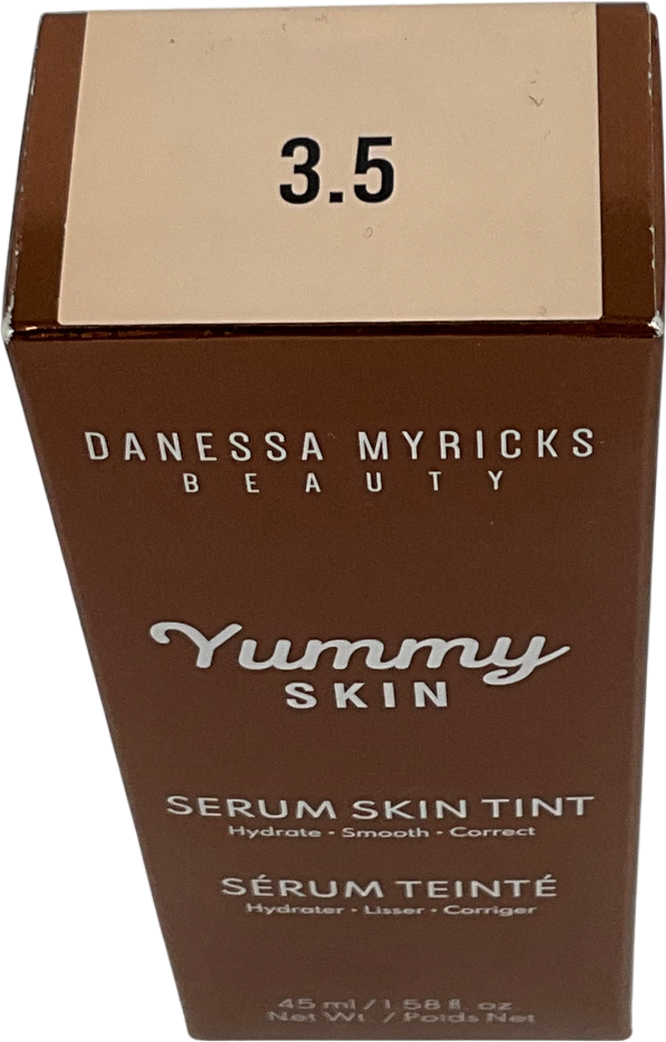 3.5
DANESSA MYRICKS
BEAUTY
Yummy
SKIN
SERUM SKIN TINT
Hydrate • Smooth • Correct
SÉRUM TEINTÉ
Hydrater • Lisser • Corriger
45 ml / 1.58 fl. oz
Net Wt / Poids Net